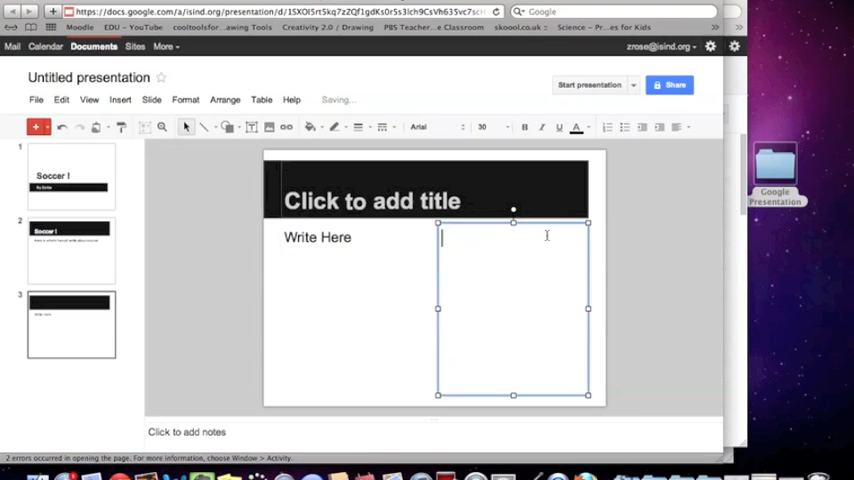 https://docs.google.com/a/isind.org/presentation/d/
Google
Moodle EDU – YouTube cooltoolsfor...awing Tools Creativity 2.0 / Drawing PBS Teacher...e Classroom skoool.co.uk :: Science – Pr...es for Kids
Mail Calendar Documents Sites More
zrose@isind.org
Untitled presentation
Start presentation
Share
File Edit View Insert Slide Format Arrange Table Help Saving...
Arial 30 B I U A
1
Soccer !
2
Soccer !
3
Click to add title
Write Here
Google
Presentation
Click to add notes
2 errors occurred in opening the page. For more information, choose Window > Activity.